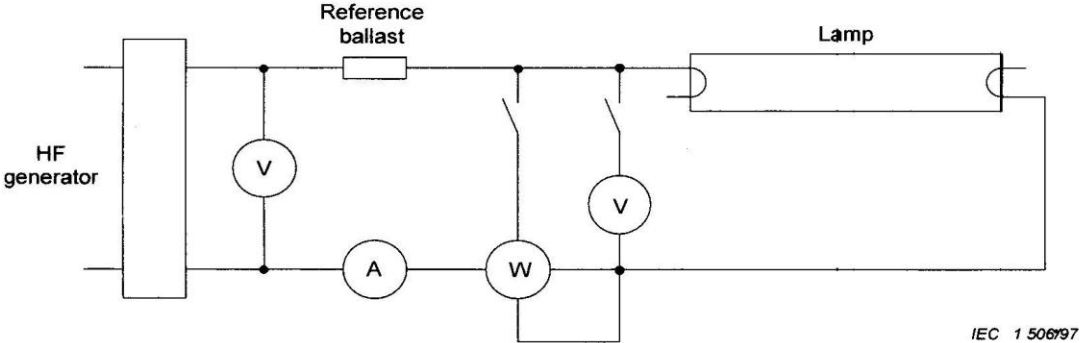 Reference
ballast
Lamp
HF
generator
V
V
A
W
IEC 1 506/97